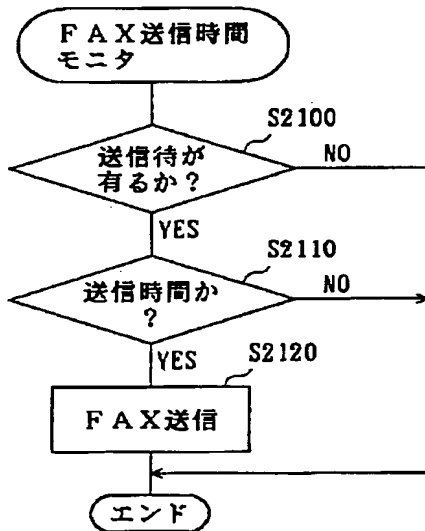 ＦＡＸ送信時間
モニタ
S2100
送信待が
有るか？
NO
YES
S2110
送信時間か
？
NO
YES
S2120
ＦＡＸ送信
エンド